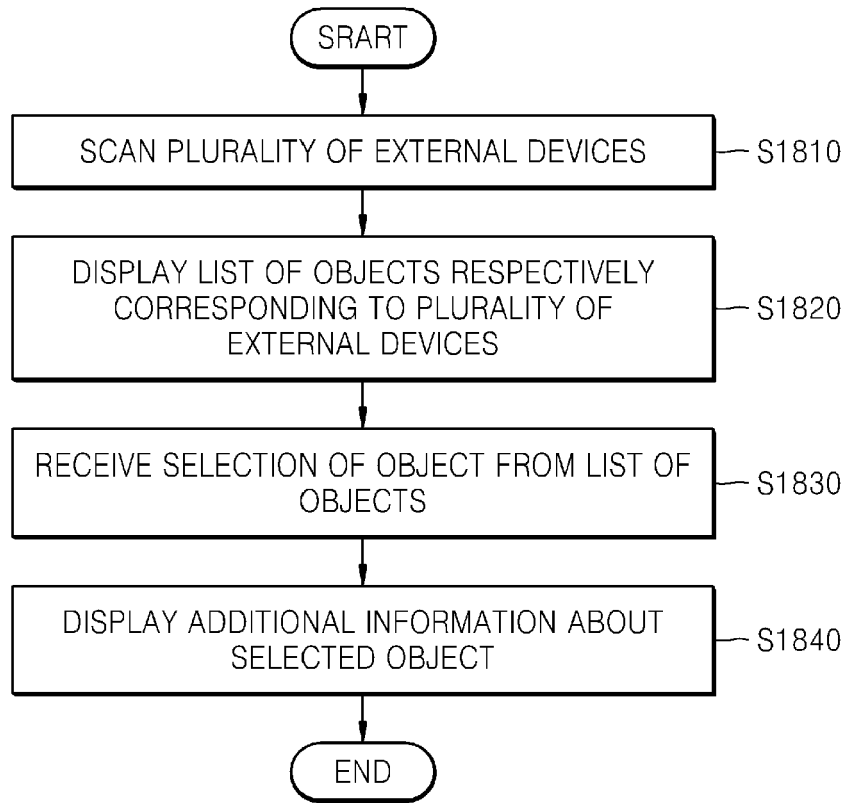 SRART
SCAN PLURALITY OF EXTERNAL DEVICES
S1810
DISPLAY LIST OF OBJECTS RESPECTIVELY
CORRESPONDING TO PLURALITY OF
EXTERNAL DEVICES
S1820
RECEIVE SELECTION OF OBJECT FROM LIST OF
OBJECTS
S1830
DISPLAY ADDITIONAL INFORMATION ABOUT
SELECTED OBJECT
S1840
END